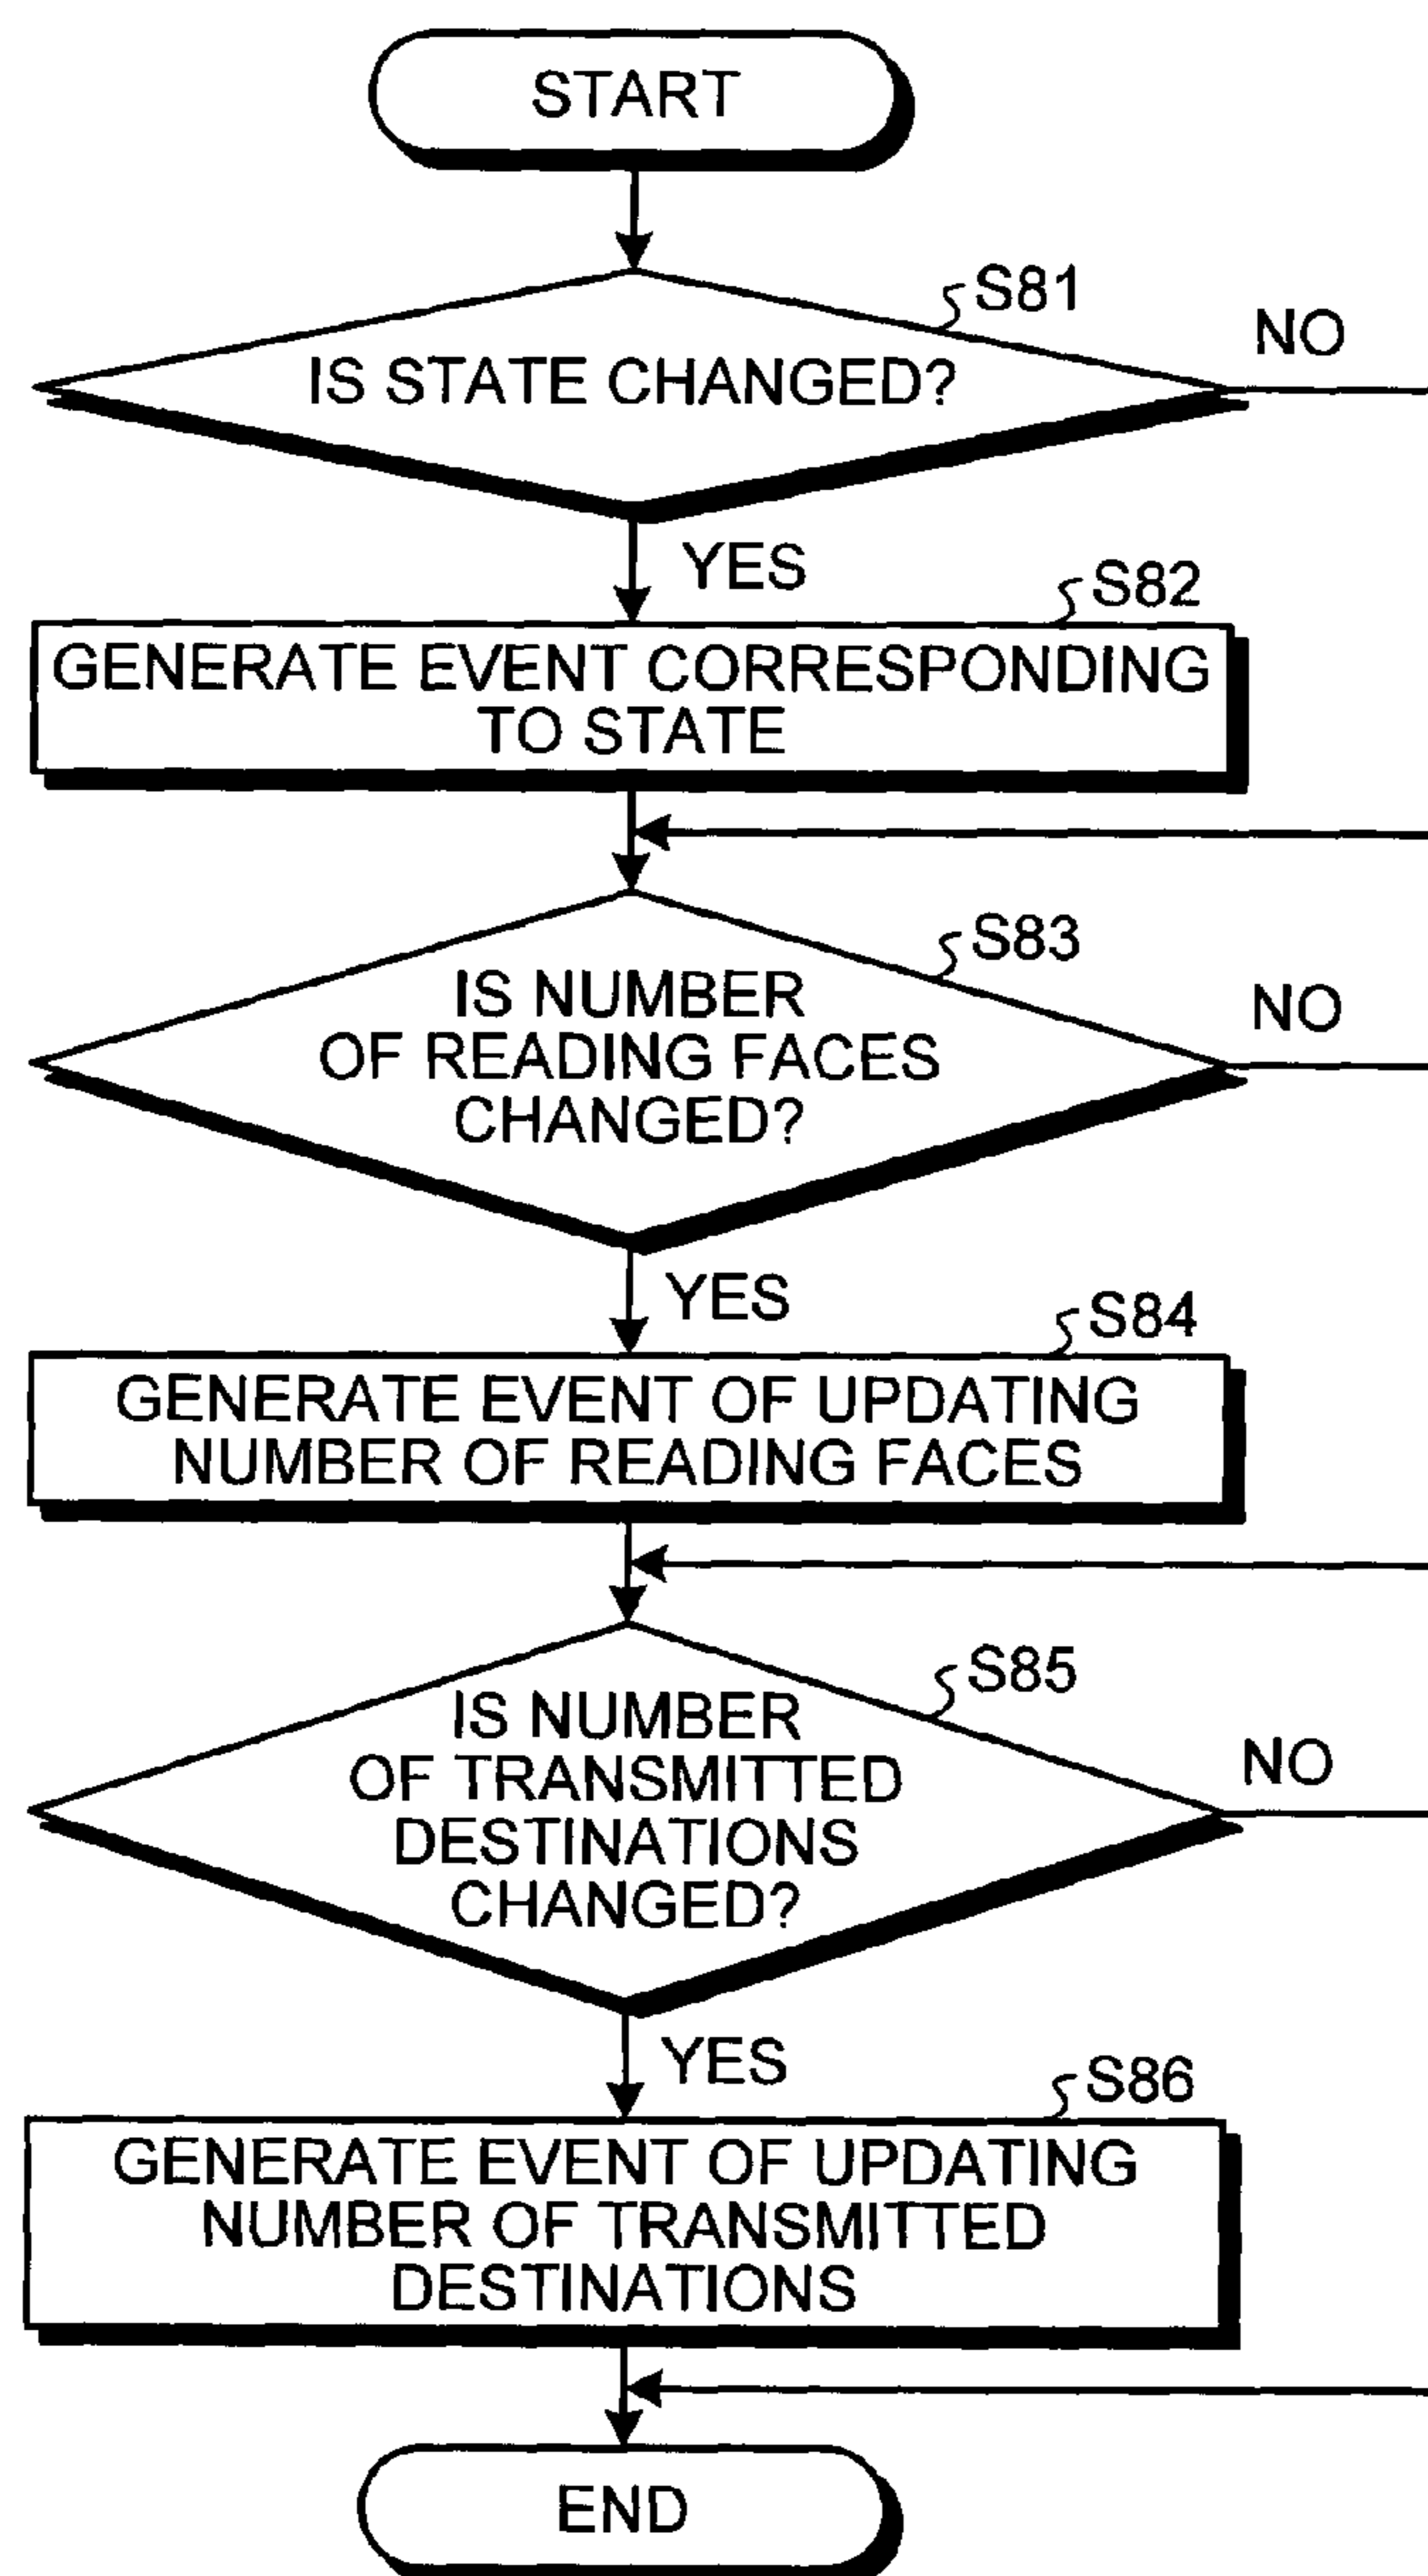 START
S81
NO
IS STATE CHANGED?
YES
S82
GENERATE EVENT CORRESPONDING
TO STATE
S83
IS NUMBER
NO
OF READING FACES
CHANGED?
YES
S84
GENERATE EVENT OF UPDATING
NUMBER OF READING FACES
S85
IS NUMBER
NO
OF TRANSMITTED
DESTINATIONS
CHANGED?
YES
S86
GENERATE EVENT OF UPDATING
NUMBER OF TRANSMITTED
DESTINATIONS
END